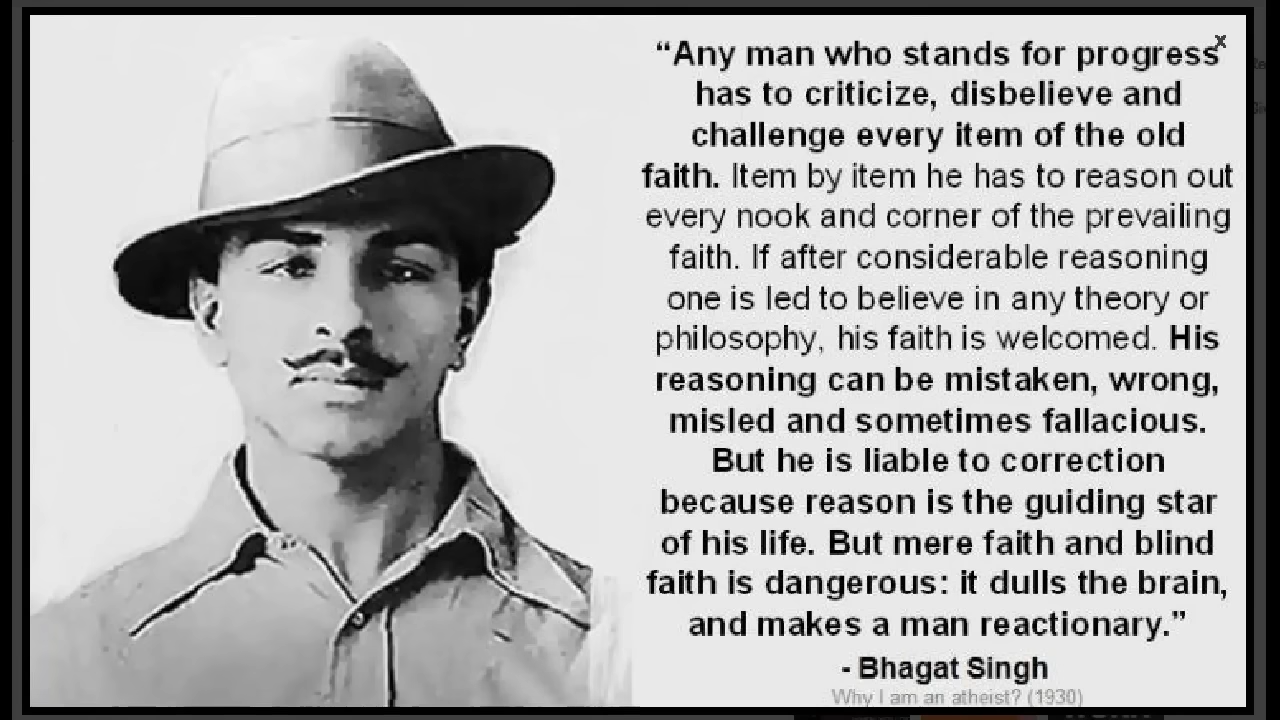 “Any man who stands for progress
x
has to criticize, disbelieve and
challenge every item of the old
faith. Item by item he has to reason out
every nook and corner of the prevailing
faith. If after considerable reasoning
one is led to believe in any theory or
philosophy, his faith is welcomed. His
reasoning can be mistaken, wrong,
misled and sometimes fallacious.
But he is liable to correction
because reason is the guiding star
of his life. But mere faith and blind
faith is dangerous: it dulls the brain,
and makes a man reactionary.”
- Bhagat Singh
Why I am an atheist? (1930)